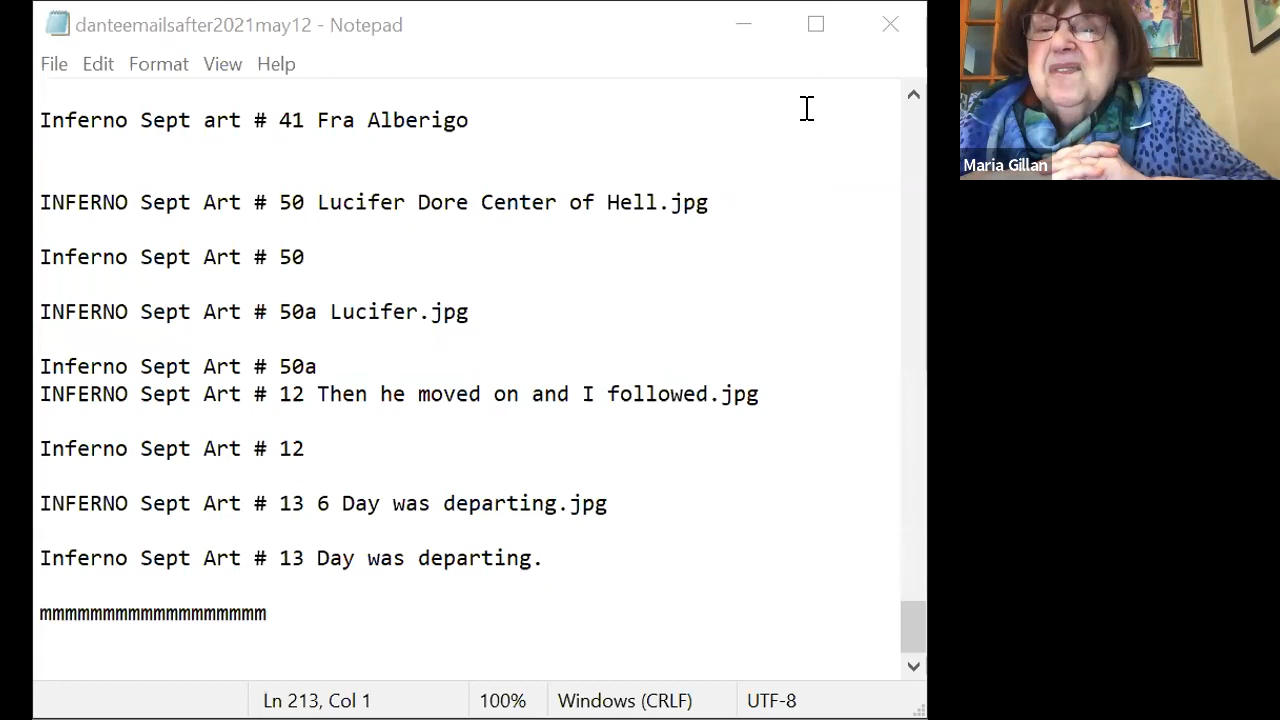 danteemailsafter2021may12 - Notepad
File Edit Format View Help
Inferno Sept art # 41 Fra Alberigo
INFERNO Sept Art # 50 Lucifer Dore Center of Hell.jpg
Inferno Sept Art # 50
INFERNO Sept Art # 50a Lucifer.jpg
Inferno Sept Art # 50a
INFERNO Sept Art # 12 Then he moved on and I followed.jpg
Inferno Sept Art # 12
INFERNO Sept Art # 13 6 Day was departing.jpg
Inferno Sept Art # 13 Day was departing.
mmmmmmmmmmmmmmmmmm
Ln 213, Col 1 100% Windows (CRLF) UTF-8
Maria Gillan